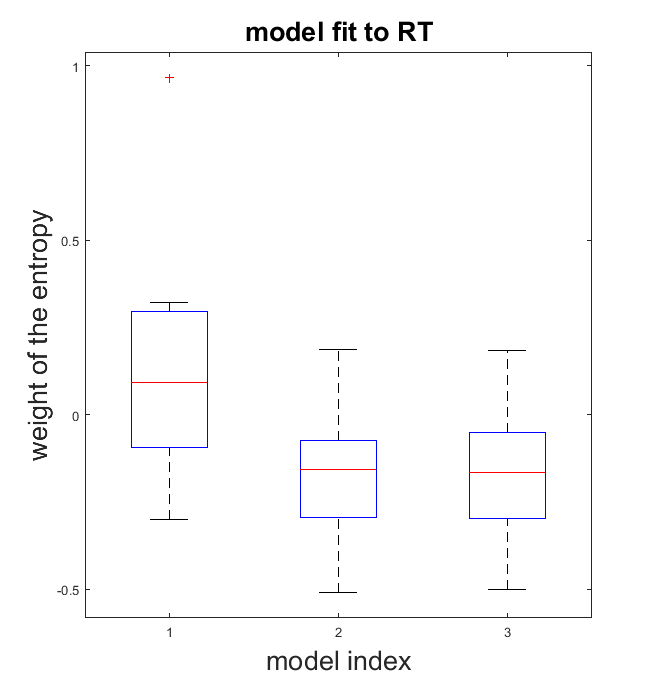 model fit to RT
weight of the entropy
1
0.5
0
-0.5
1
2
3
model index